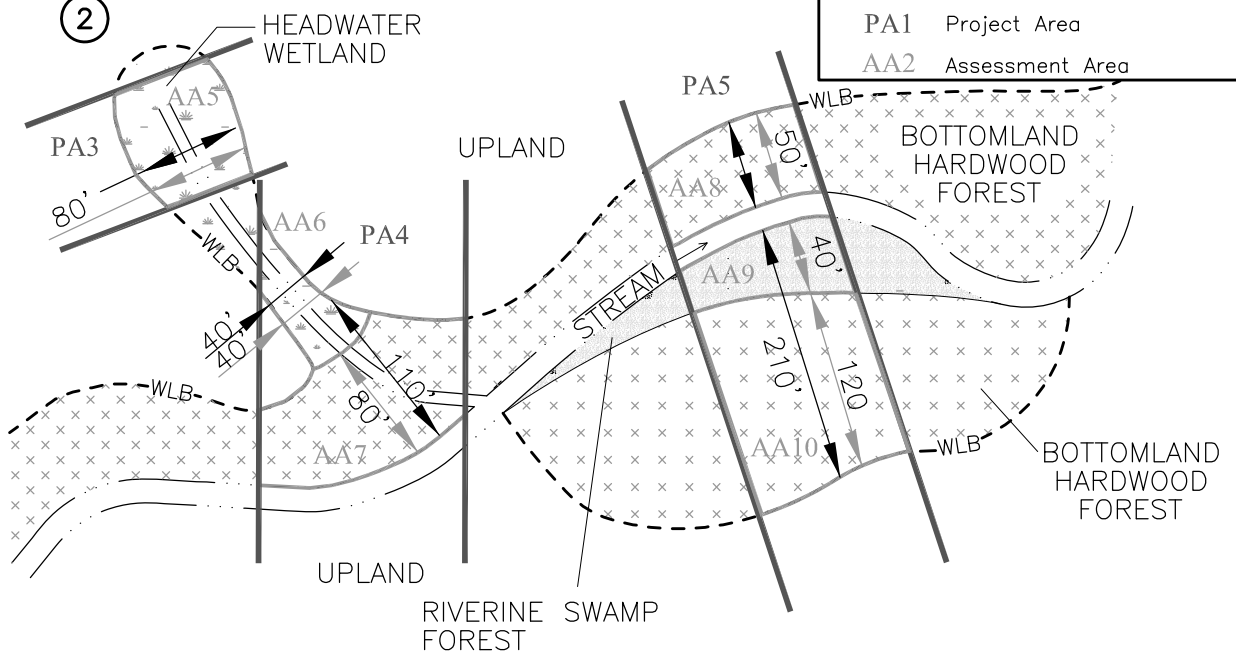 2
HEADWATER
WETLAND
PA1 Project Area
AA2 Assessment Area
PA5
WLB
AA5
PA3
UPLAND
50'
BOTTOMLAND
HARDWOOD
FOREST
AA8
80'
AA6
PA4
WLB
AA9
40'
STREAM
40'
40'
210'
120
110'
80'
WLB
AA7
AA10
WLB
BOTTOMLAND
HARDWOOD
FOREST
UPLAND
RIVERINE SWAMP
FOREST